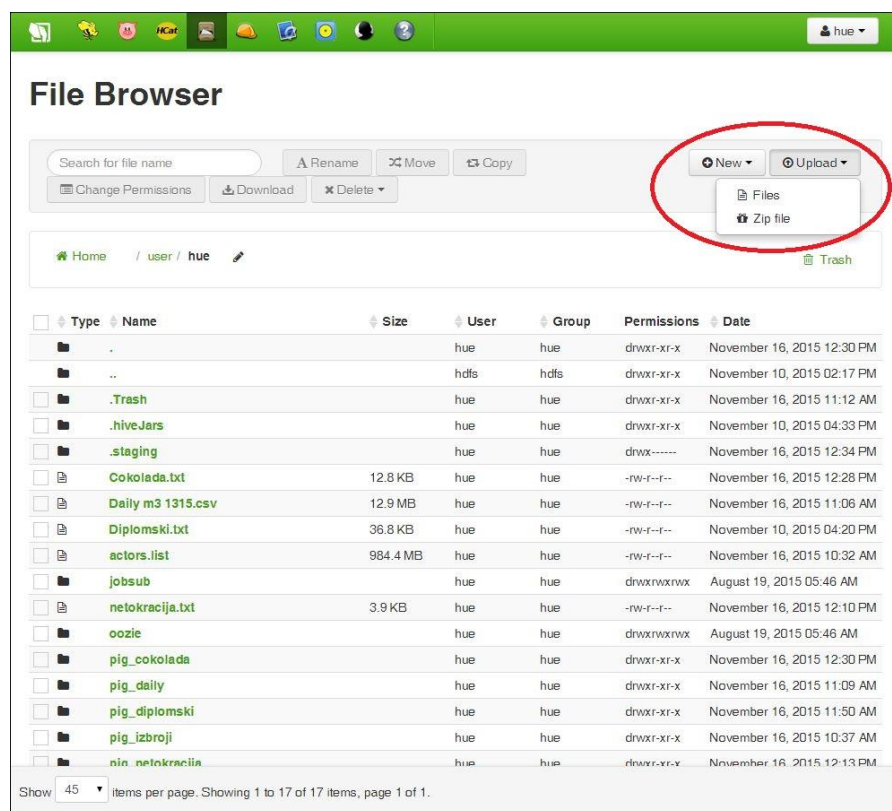 HCat
hue
File Browser
Search for file name
Rename
Move
Copy
New
Upload
Change Permissions
Download
Delete
Files
Zip file
Home / user / hue
Trash
Type Name Size User Group Permissions Date
. hue hue drwxr-xr-x November 16, 2015 12:30 PM
.. hdfs hdfs drwxr-xr-x November 10, 2015 02:17 PM
.Trash hue hue drwxr-xr-x November 16, 2015 11:12 AM
.hiveJars hue hue drwxr-xr-x November 10, 2015 04:33 PM
.staging hue hue drwx------ November 16, 2015 12:34 PM
Cokolada.txt 12.8 KB hue hue -rw-r--r-- November 16, 2015 12:28 PM
Daily m3 1315.csv 12.9 MB hue hue -rw-r--r-- November 16, 2015 11:06 AM
Diplomski.txt 36.8 KB hue hue -rw-r--r-- November 10, 2015 04:20 PM
actors.list 984.4 MB hue hue -rw-r--r-- November 16, 2015 10:32 AM
jobsub hue hue drwxrwxrwx August 19, 2015 05:46 AM
netokracija.txt 3.9 KB hue hue -rw-r--r-- November 16, 2015 12:10 PM
oozie hue hue drwxrwxrwx August 19, 2015 05:46 AM
pig_cokolada hue hue drwxr-xr-x November 16, 2015 12:30 PM
pig_daily hue hue drwxr-xr-x November 16, 2015 11:09 AM
pig_diplomski hue hue drwxr-xr-x November 16, 2015 11:50 AM
pig_izbroji hue hue drwxr-xr-x November 16, 2015 10:37 AM
pig_netokracija hue hue drwxr-xr-x November 16, 2015 12:13 PM
Show 45 items per page. Showing 1 to 17 of 17 items, page 1 of 1.